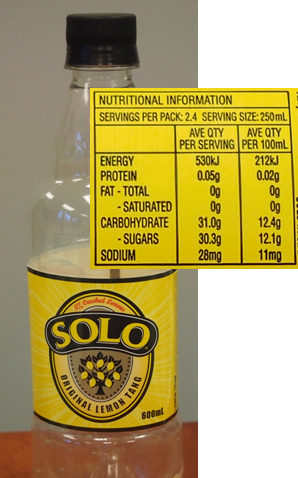 NUTRITIONAL INFORMATION
SERVINGS PER PACK: 2.4 SERVING SIZE: 250mL
AVE QTY PER SERVING AVE QTY PER 100mL
ENERGY 530kJ 212kJ
PROTEIN 0.05g 0.02g
FAT - TOTAL 0g 0g
- SATURATED 0g 0g
CARBOHYDRATE 31.0g 12.4g
- SUGARS 30.3g 12.1g
SODIUM 28mg 11mg
Crushed Lemons
SOLO
ORIGINAL LEMON TANG
600mL